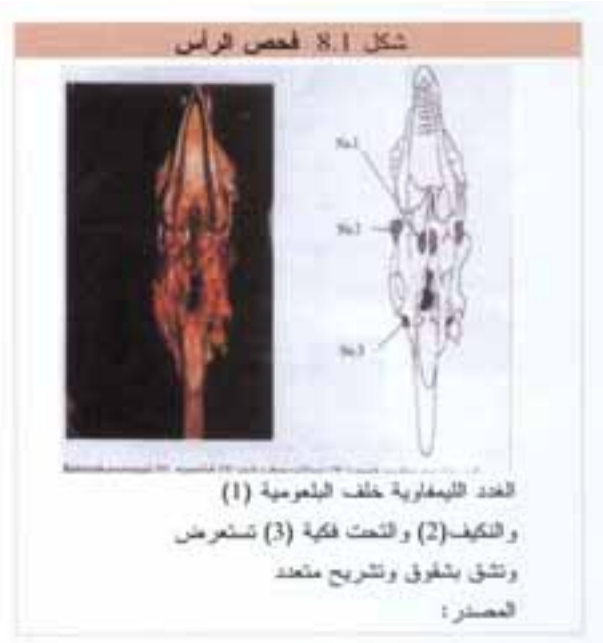 شكل 8.1 فحص الرأس
No.1
No.2
No.3
الغدد الليمفاوية خلف البلعومية (1)
والنكيف(2) والتحت فكية (3) تستعرض
وتشق بشقوق وتشريح متعدد
المصدر: